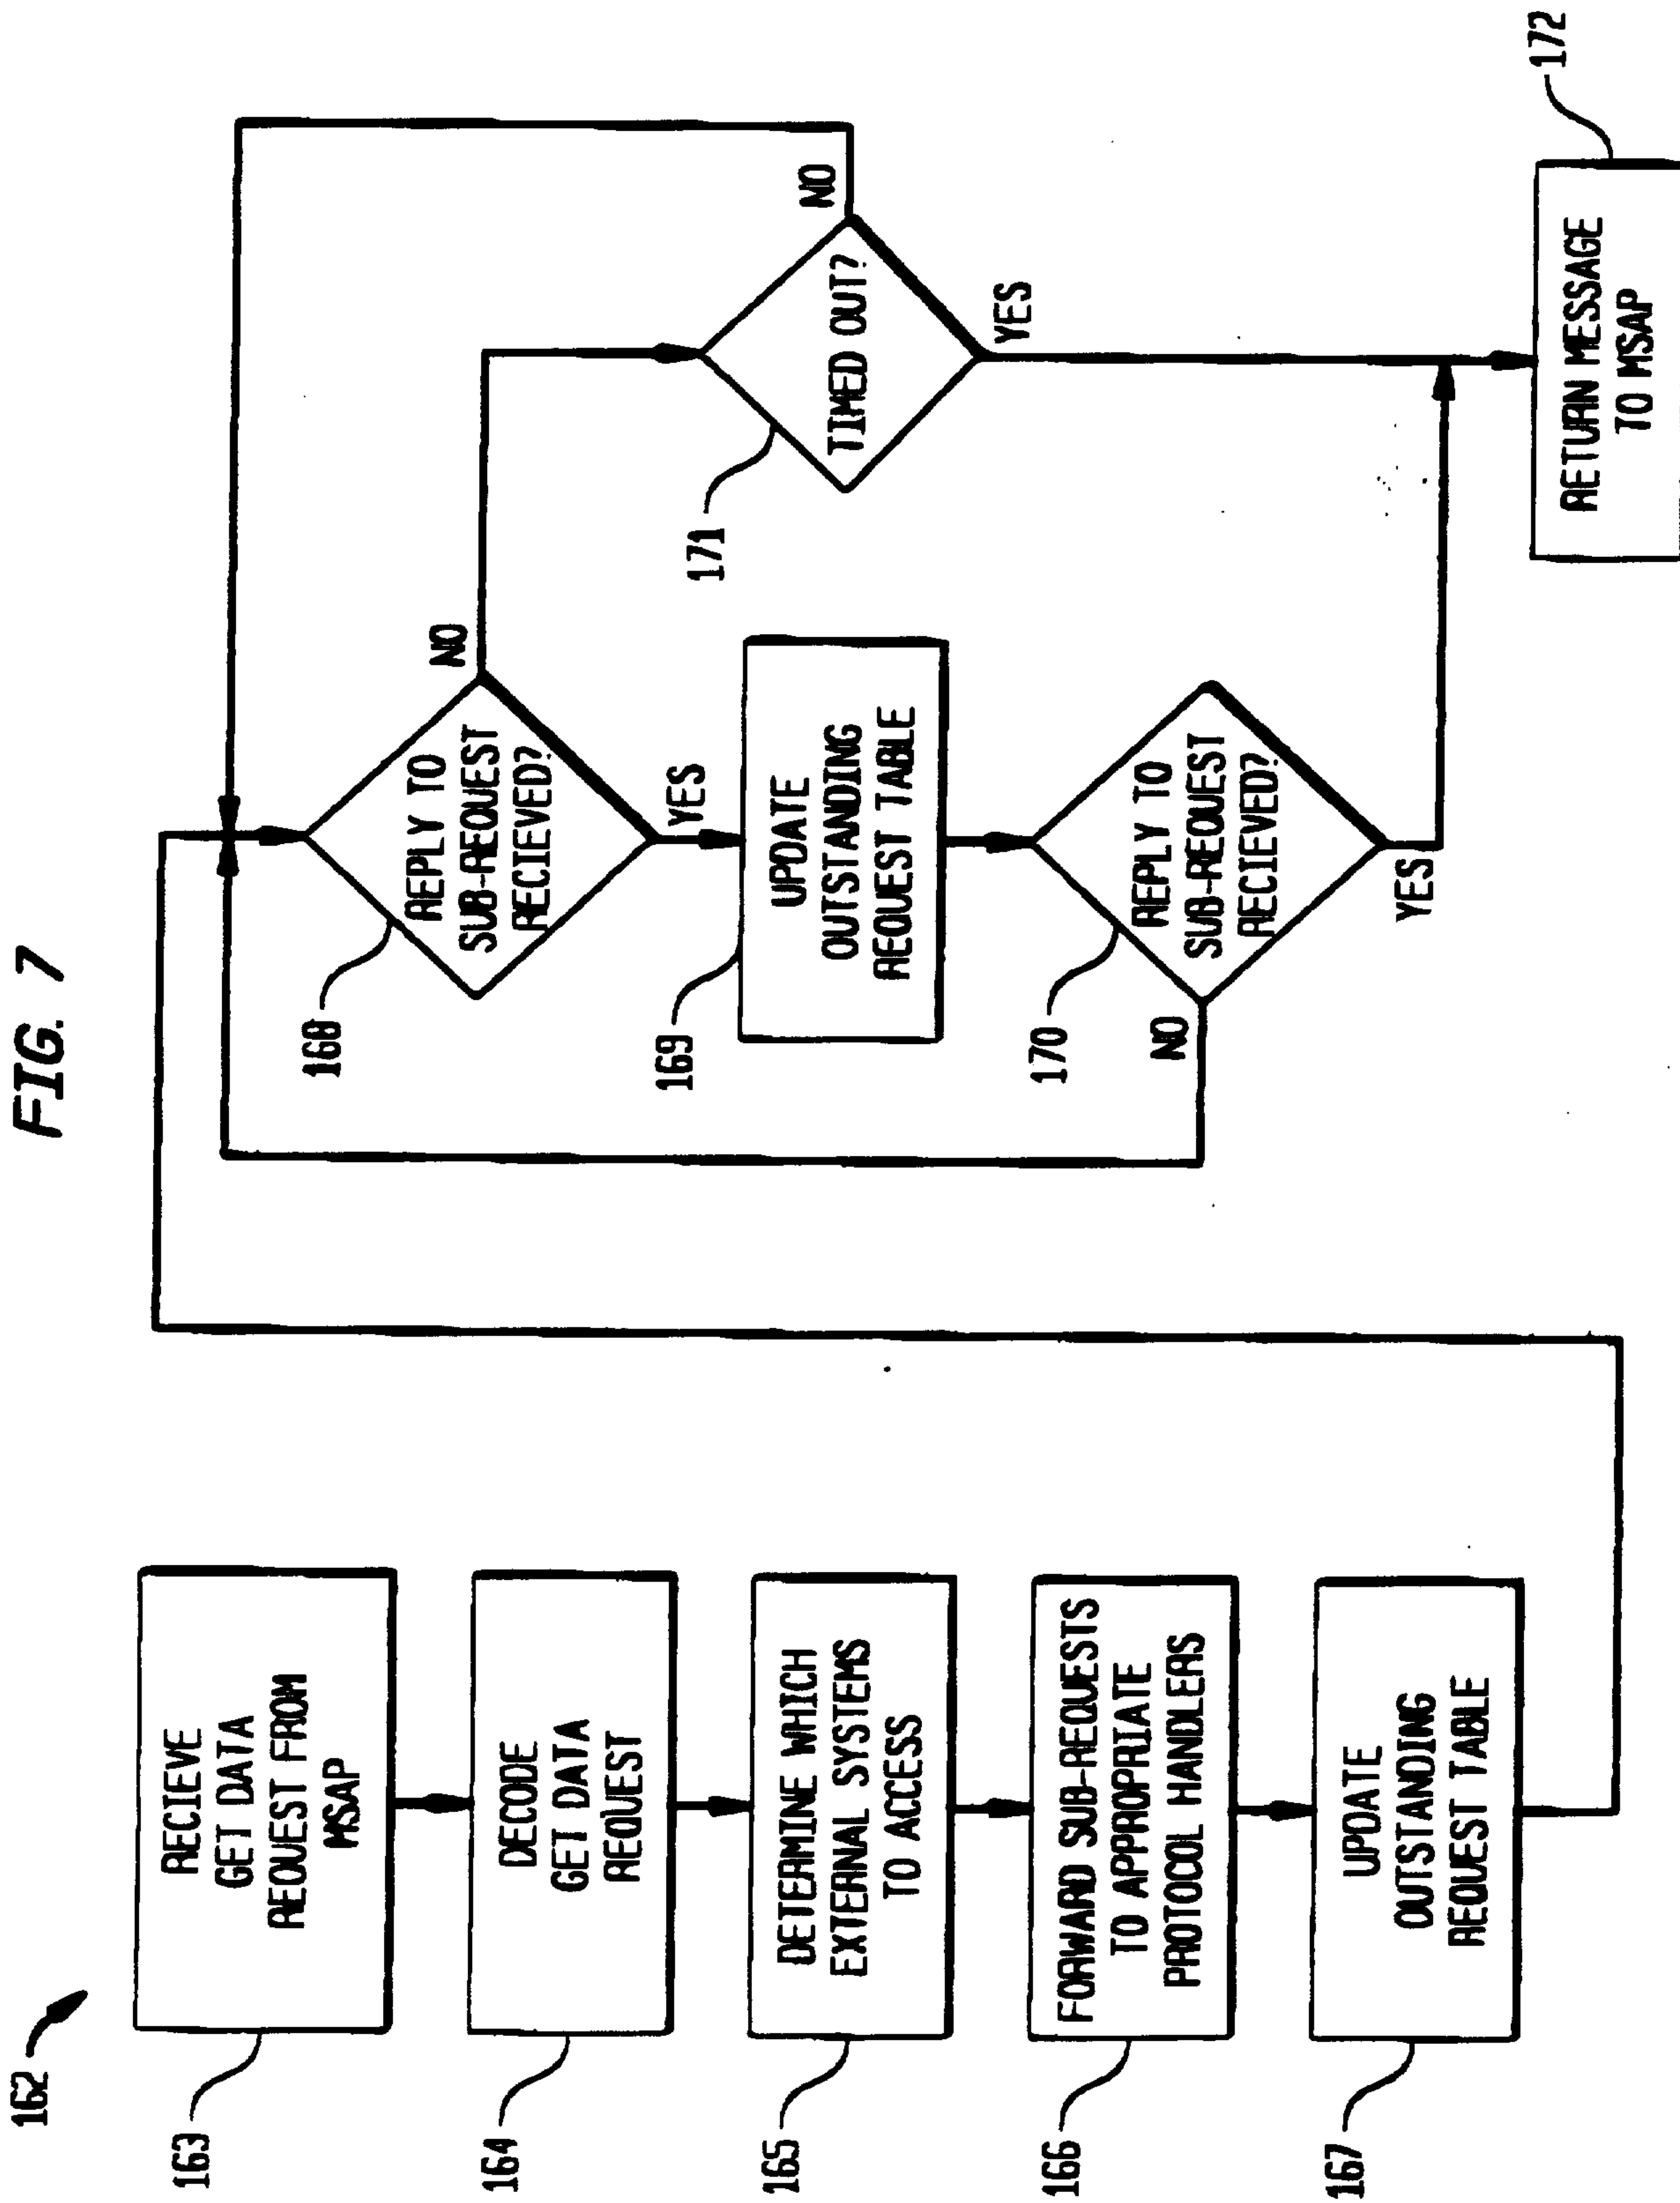 FIG. 7
162
163
RECIEVE
GET DATA
REQUEST FROM
MSAP
164
DECODE
GET DATA
REQUEST
165
DETERMINE WHICH
EXTERNAL SYSTEMS
TO ACCESS
166
FORWARD SUB-REQUESTS
TO APPROPRIATE
PROTOCOL HANDLERS
167
UPDATE
OUTSTANDING
REQUEST TABLE
168
REPLY TO
SUB-REQUEST
RECIEVED?
NO
YES
169
UPDATE
OUTSTANDING
REQUEST TABLE
170
REPLY TO
SUB-REQUEST
RECIEVED?
NO
YES
171
TIMED OUT?
NO
YES
RETURN MESSAGE
TO MSAP
172